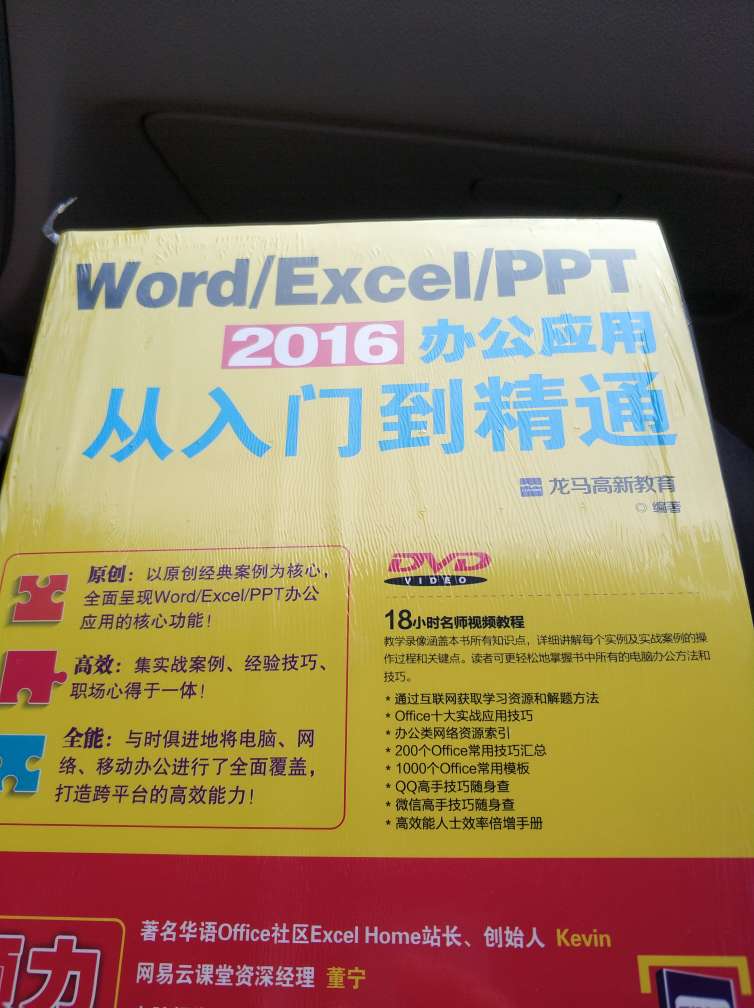 Word/Excel/PPT
2016 办公应用
从入门到精通
龙马高新教育
◎ 编著
原创：以原创经典案例为核心，
全面呈现Word/Excel/PPT办公
应用的核心功能！
高效：集实战案例、经验技巧、
职场心得于一体！
全能：与时俱进地将电脑、网
络、移动办公进行了全面覆盖，
打造跨平台的高效能力！
DVD
VIDEO
18小时名师视频教程
教学录像涵盖本书所有知识点，详细讲解每个实例及实战案例的操
作过程和关键点。读者可更轻松地掌握书中所有的电脑办公方法和
技巧。
* 通过互联网获取学习资源和解题方法
* Office十大实战应用技巧
* 办公类网络资源索引
* 200个Office常用技巧汇总
* 1000个Office常用模板
* QQ高手技巧随身查
* 微信高手技巧随身查
* 高效能人士效率倍增手册
著名华语Office社区Excel Home站长、创始人 Kevin
网易云课堂资深经理 董宁
力